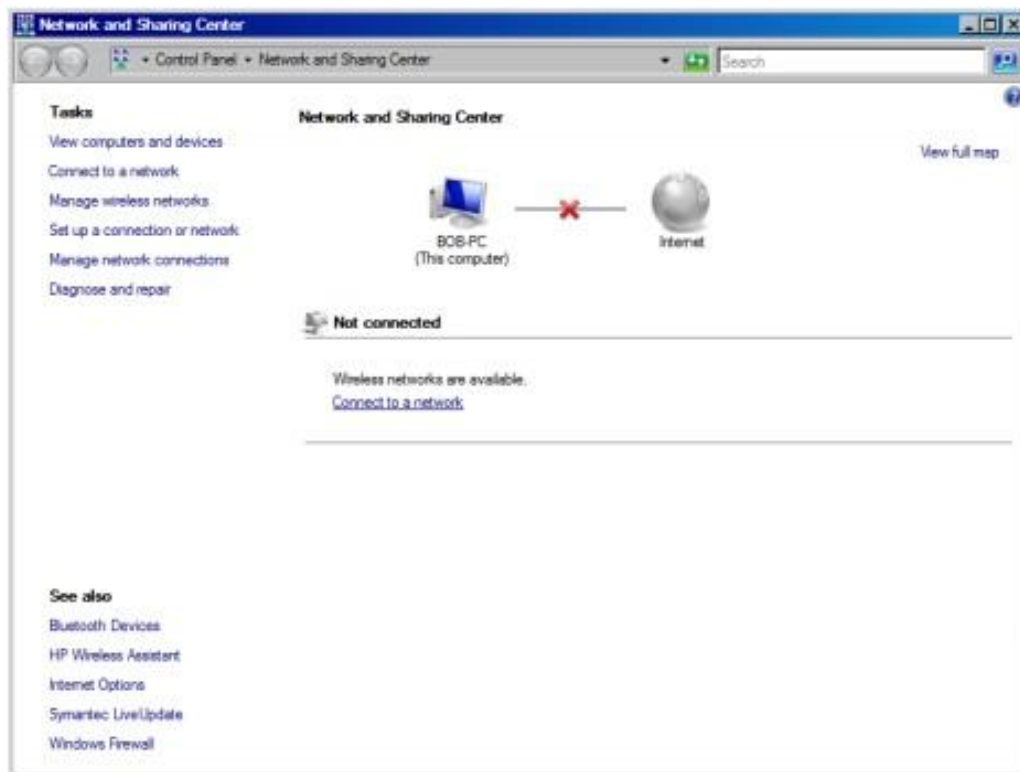 Network and Sharing Center
Control Panel • Network and Sharing Center
Search
Tasks
View computers and devices
Connect to a network
Manage wireless networks
Set up a connection or network
Manage network connections
Diagnose and repair
Network and Sharing Center
View full map
BOB-PC
(This computer)
Internet
Not connected
Wireless networks are available.
Connect to a network
See also
Bluetooth Devices
HP Wireless Assistant
Internet Options
Symantec LiveUpdate
Windows Firewall